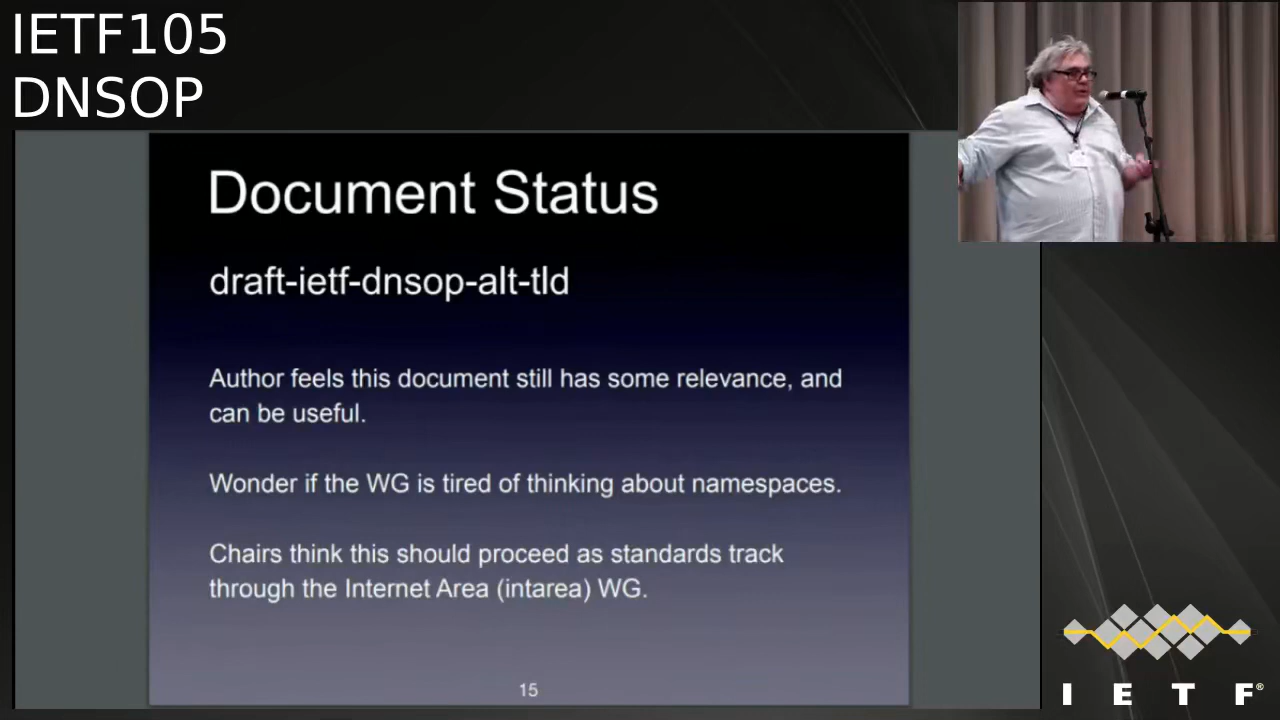 IETF105
DNSOP
Document Status
draft-ietf-dnsop-alt-tld
Author feels this document still has some relevance, and
can be useful.
Wonder if the WG is tired of thinking about namespaces.
Chairs think this should proceed as standards track
through the Internet Area (intarea) WG.
15
I E T F®